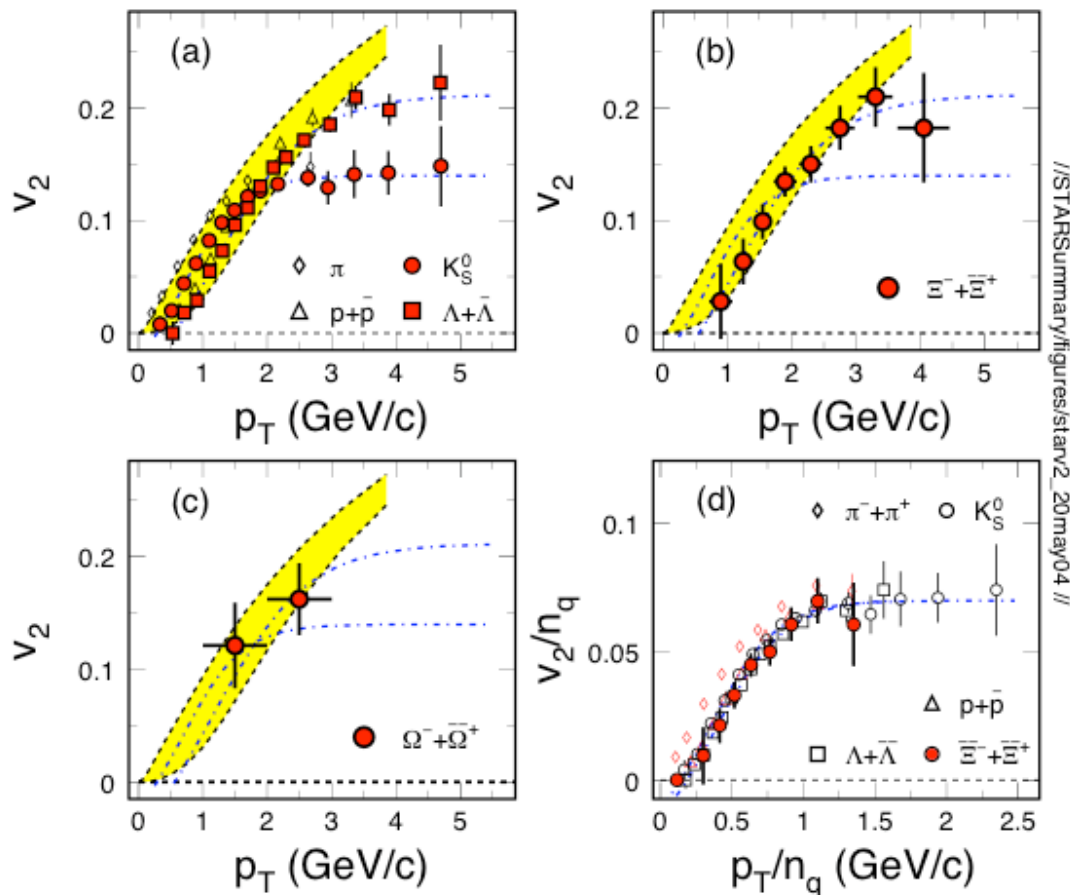 (a)
v₂
0.2
0.1
0
π
K⁰S
p+p̄
Λ+Λ̄
0 1 2 3 4 5
pT (GeV/c)
(b)
v₂
0.2
0.1
0
Ξ⁻+Ξ̄⁺
0 1 2 3 4 5
pT (GeV/c)
(c)
v₂
0.2
0.1
0
Ω⁻+Ω̄⁺
0 1 2 3 4 5
pT (GeV/c)
(d)
v₂/nq
0.1
0.05
0
π⁻+π⁺
K⁰S
p+p̄
Λ+Λ̄
Ξ̄⁻+Ξ̄⁺
0 0.5 1 1.5 2 2.5
pT/nq (GeV/c)
//STARSummary/figures/starv2_20may04 //